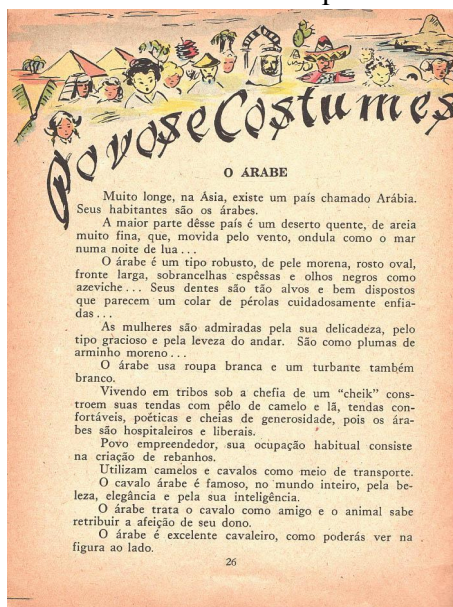 Povos e Costumes
O ÁRABE
Muito longe, na Ásia, existe um país chamado Arábia.
Seus habitantes são os árabes.
A maior parte dêsse país é um deserto quente, de areia
muito fina, que, movida pelo vento, ondula como o mar
numa noite de lua...
O árabe é um tipo robusto, de pele morena, rosto oval,
fronte larga, sobrancelhas espêssas e olhos negros como
azeviche... Seus dentes são tão alvos e bem dispostos
que parecem um colar de pérolas cuidadosamente enfia-
das...
As mulheres são admiradas pela sua delicadeza, pelo
tipo gracioso e pela leveza do andar. São como plumas de
arminho moreno...
O árabe usa roupa branca e um turbante também
branco.
Vivendo em tribos sob a chefia de um "cheik" cons-
troem suas tendas com pêlo de camelo e lã, tendas con-
fortáveis, poéticas e cheias de generosidade, pois os ára-
bes são hospitaleiros e liberais.
Povo empreendedor, sua ocupação habitual consiste
na criação de rebanhos.
Utilizam camelos e cavalos como meio de transporte.
O cavalo árabe é famoso, no mundo inteiro, pela be-
leza, elegância e pela sua inteligência.
O árabe trata o cavalo como amigo e o animal sabe
retribuir a afeição de seu dono.
O árabe é excelente cavaleiro, como poderás ver na
figura ao lado.
26